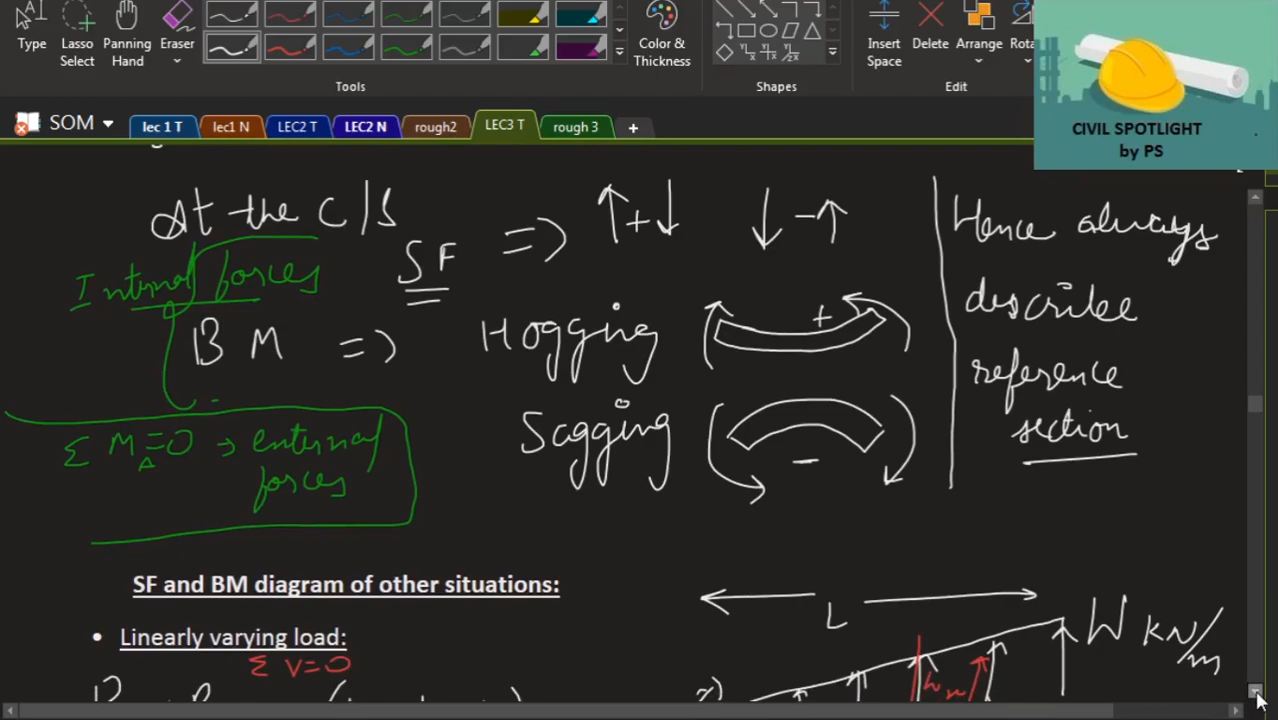 Type
Lasso
Select
Panning
Hand
Eraser
Color &
Thickness
Insert
Space
Delete
Arrange
Rota
Tools
Shapes
Edit
CIVIL SPOTLIGHT
by PS
SOM
lec 1 T
lec1 N
LEC2 T
LEC2 N
rough2
LEC3 T
rough 3
At the C/S
Internal forces
SF => ↑+↓ ↓-↑
BM => Hogging +
Sagging -
Σ M_A=0 → external
forces
Hence always
describe
reference
section
SF and BM diagram of other situations:
L
• Linearly varying load:
Σ V=0
W kN/m